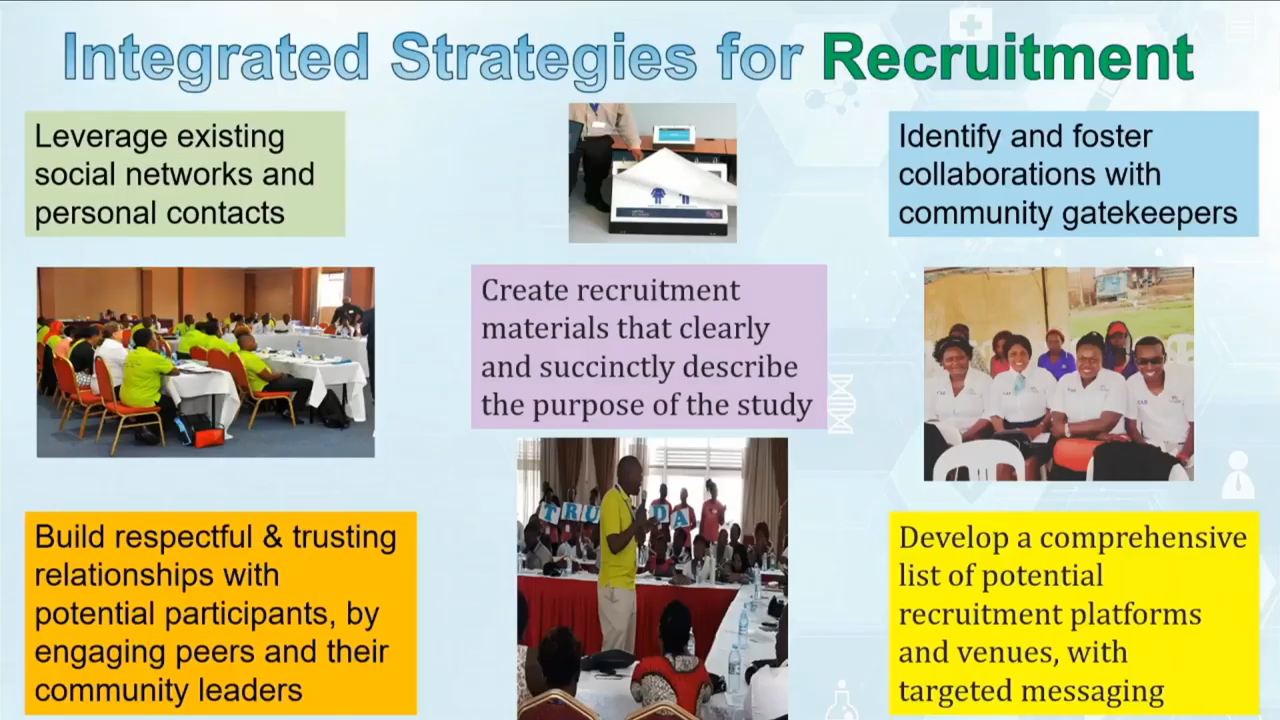 Integrated Strategies for Recruitment
Leverage existing
social networks and
personal contacts
Identify and foster
collaborations with
community gatekeepers
Create recruitment
materials that clearly
and succinctly describe
the purpose of the study
TRU DA
Build respectful & trusting
relationships with
potential participants, by
engaging peers and their
community leaders
Develop a comprehensive
list of potential
recruitment platforms
and venues, with
targeted messaging